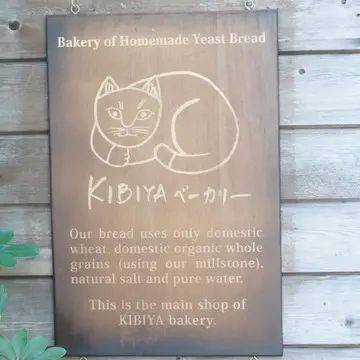 Bakery of Homemade Yeast Bread
KIBIYA ベーカリー
Our bread uses only domestic
wheat, domestic organic whole
grains (using our millstone),
natural salt and pure water.
This is the main shop of
KIBIYA bakery.